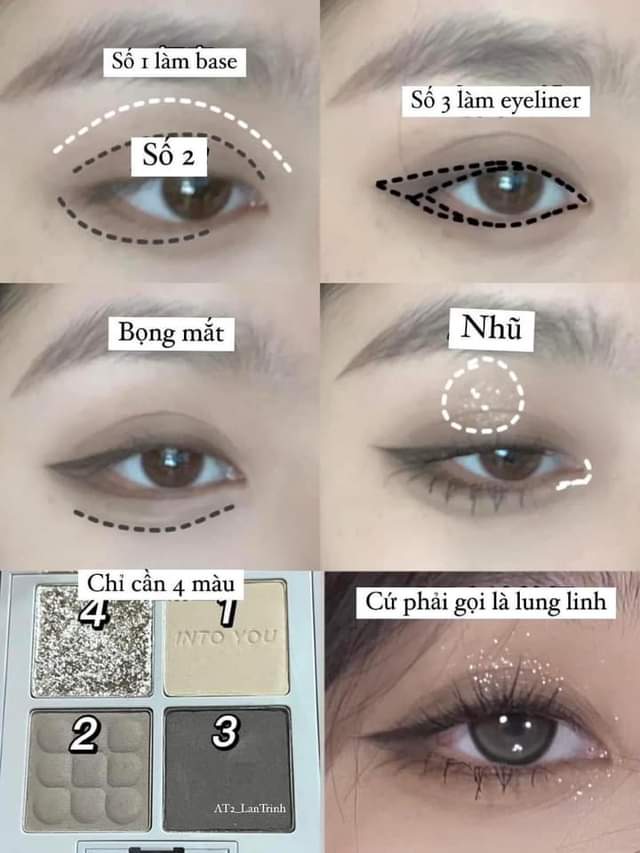 Số 1 làm base
Số 2
Số 3 làm eyeliner
Bọng mắt
Nhũ
Chỉ cần 4 màu
4
1
INTO YOU
2
3
AT2_LanTrinh
Cứ phải gọi là lung linh